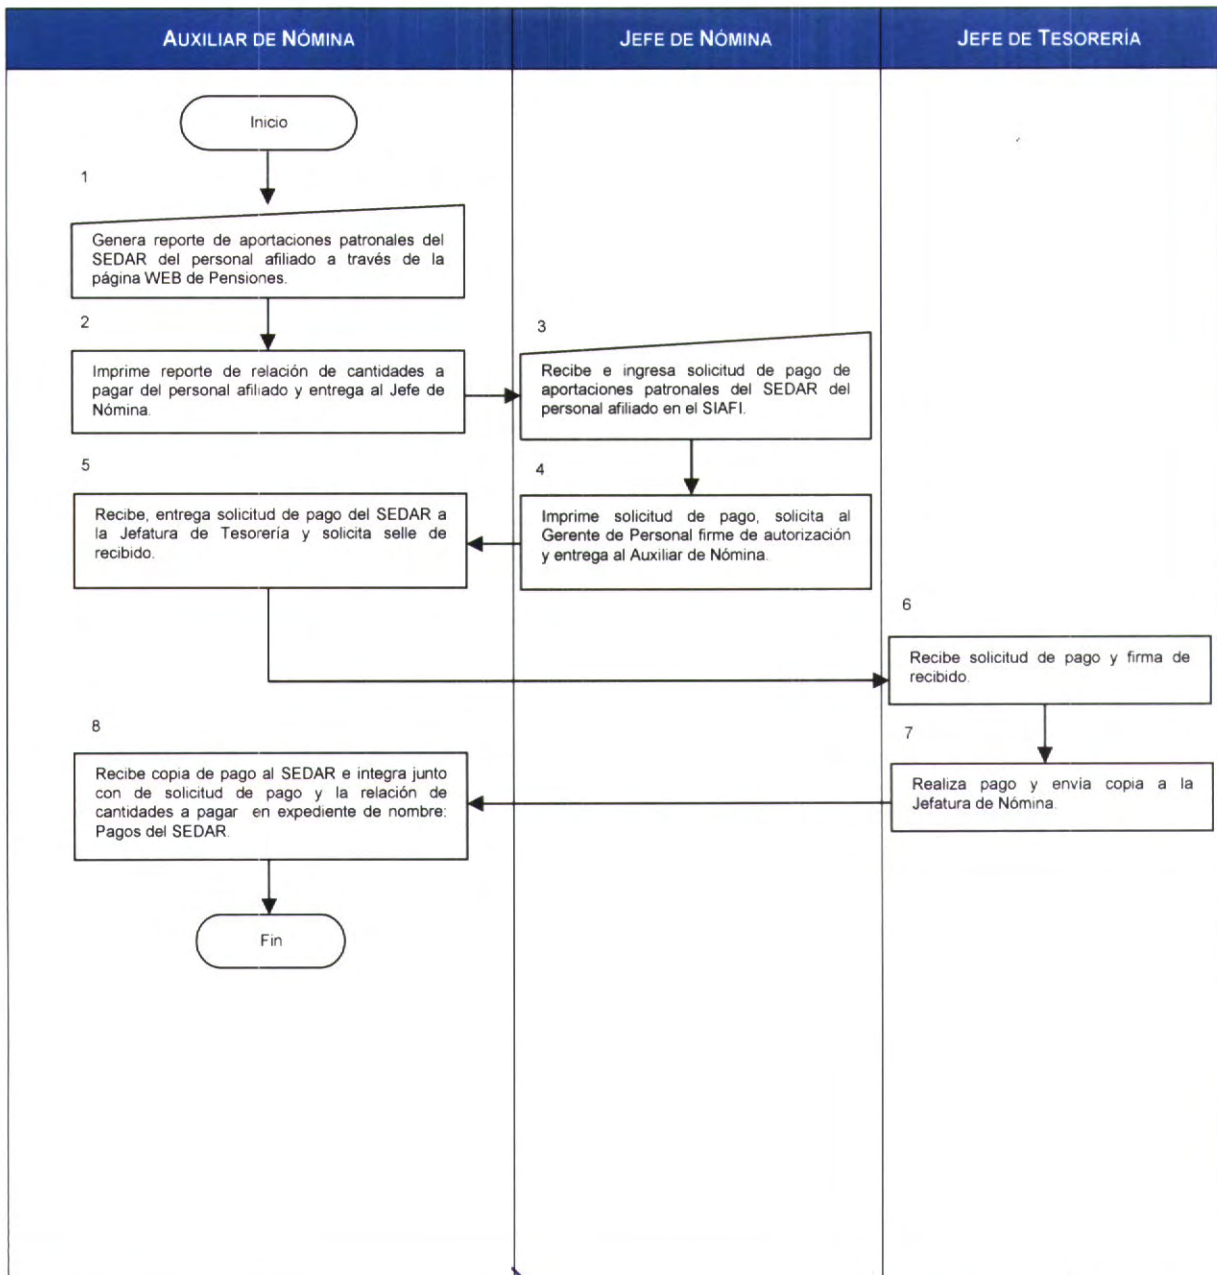 AUXILIAR DE NÓMINA
JEFE DE NÓMINA
JEFE DE TESORERÍA
Inicio
1
Genera reporte de aportaciones patronales del
SEDAR del personal afiliado a través de la
página WEB de Pensiones.
2
Imprime reporte de relación de cantidades a
pagar del personal afiliado y entrega al Jefe de
Nómina.
3
Recibe e ingresa solicitud de pago de
aportaciones patronales del SEDAR del
personal afiliado en el SIAFI.
4
Imprime solicitud de pago, solicita al
Gerente de Personal firme de autorización
y entrega al Auxiliar de Nómina.
5
Recibe, entrega solicitud de pago del SEDAR a
la Jefatura de Tesorería y solicita selle de
recibido.
6
Recibe solicitud de pago y firma de
recibido.
7
Realiza pago y envía copia a la
Jefatura de Nómina.
8
Recibe copia de pago al SEDAR e integra junto
con de solicitud de pago y la relación de
cantidades a pagar en expediente de nombre:
Pagos del SEDAR.
Fin